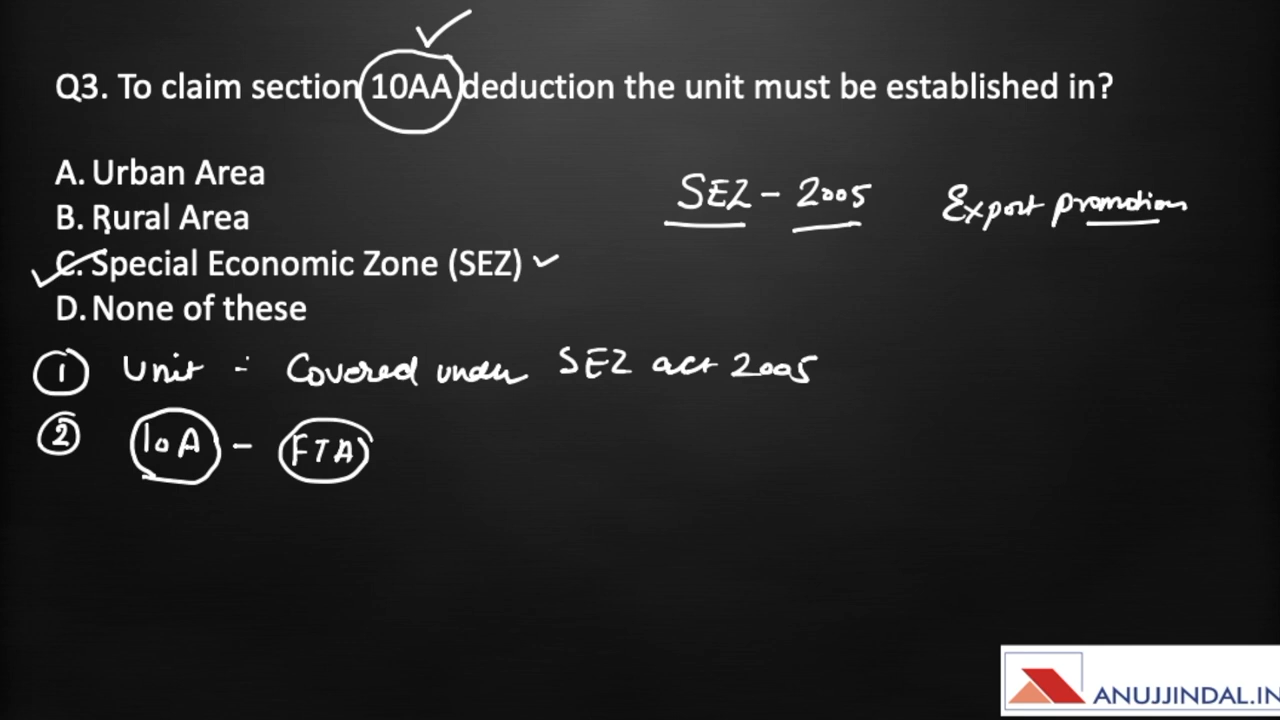 Q3. To claim section 10AA deduction the unit must be established in?
A. Urban Area
B. Rural Area
C. Special Economic Zone (SEZ)
D. None of these
SEZ - 2005 Export promotion
1 Unit - Covered under SEZ act 2005
2 10A - FTA
ANUJJINDAL.IN